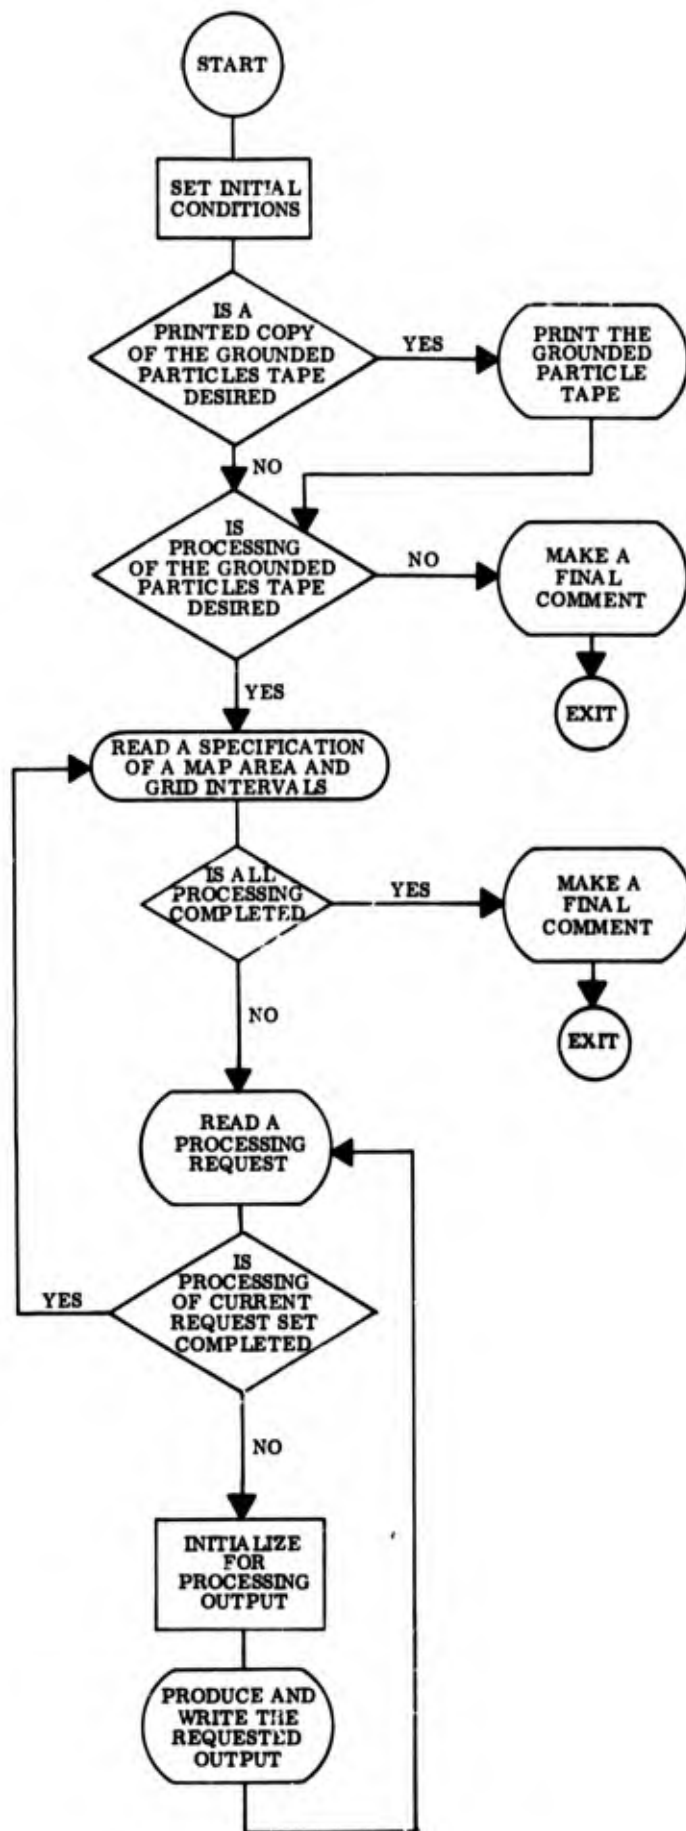 START
SET INITIAL
CONDITIONS
IS A
PRINTED COPY
OF THE GROUNDED
PARTICLES TAPE
DESIRED
YES
PRINT THE
GROUNDED
PARTICLE
TAPE
NO
IS
PROCESSING
OF THE GROUNDED
PARTICLES TAPE
DESIRED
NO
MAKE A
FINAL
COMMENT
EXIT
YES
READ A SPECIFICATION
OF A MAP AREA AND
GRID INTERVALS
IS ALL
PROCESSING
COMPLETED
YES
MAKE A
FINAL
COMMENT
EXIT
NO
READ A
PROCESSING
REQUEST
IS
PROCESSING
OF CURRENT
REQUEST SET
COMPLETED
YES
NO
INITIALIZE
FOR
PROCESSING
OUTPUT
PRODUCE AND
WRITE THE
REQUESTED
OUTPUT